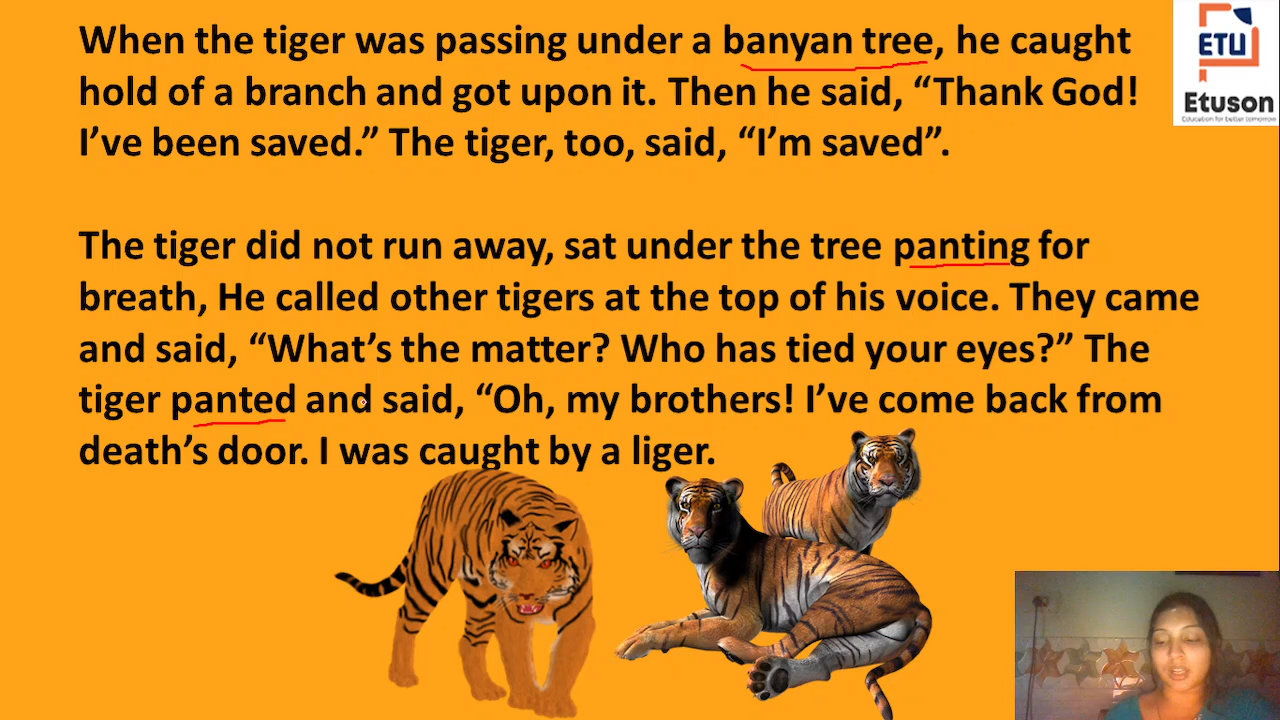 When the tiger was passing under a banyan tree, he caught
hold of a branch and got upon it. Then he said, “Thank God!
I’ve been saved.” The tiger, too, said, “I’m saved”.
The tiger did not run away, sat under the tree panting for
breath, He called other tigers at the top of his voice. They came
and said, “What’s the matter? Who has tied your eyes?” The
tiger panted and said, “Oh, my brothers! I’ve come back from
death’s door. I was caught by a liger.
ETU
Etuson
Education for better tomorrow